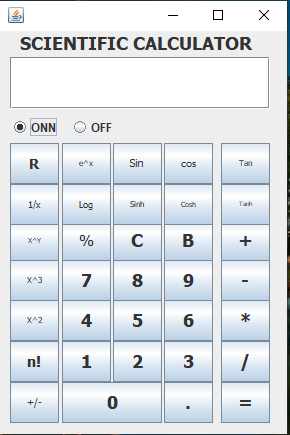 SCIENTIFIC CALCULATOR
ONN OFF
R e^x Sin cos Tan
1/x Log Sinh Cosh Tanh
X^Y % C B +
X^3 7 8 9 -
X^2 4 5 6 *
n! 1 2 3 /
+/- 0 . =